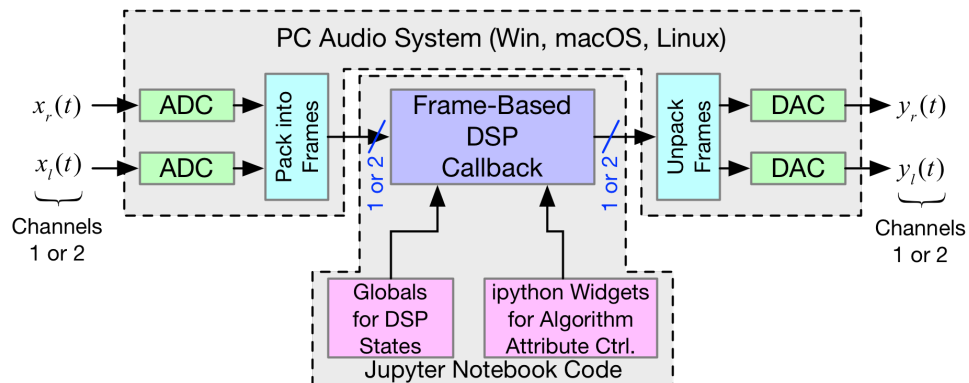 PC Audio System (Win, macOS, Linux)
x_r(t)
ADC
Pack into
Frames
Frame-Based
DSP
Callback
1 or 2
1 or 2
Unpack
Frames
DAC
y_r(t)
x_l(t)
ADC
DAC
y_l(t)
Channels
1 or 2
Channels
1 or 2
Globals
for DSP
States
ipython Widgets
for Algorithm
Attribute Ctrl.
Jupyter Notebook Code